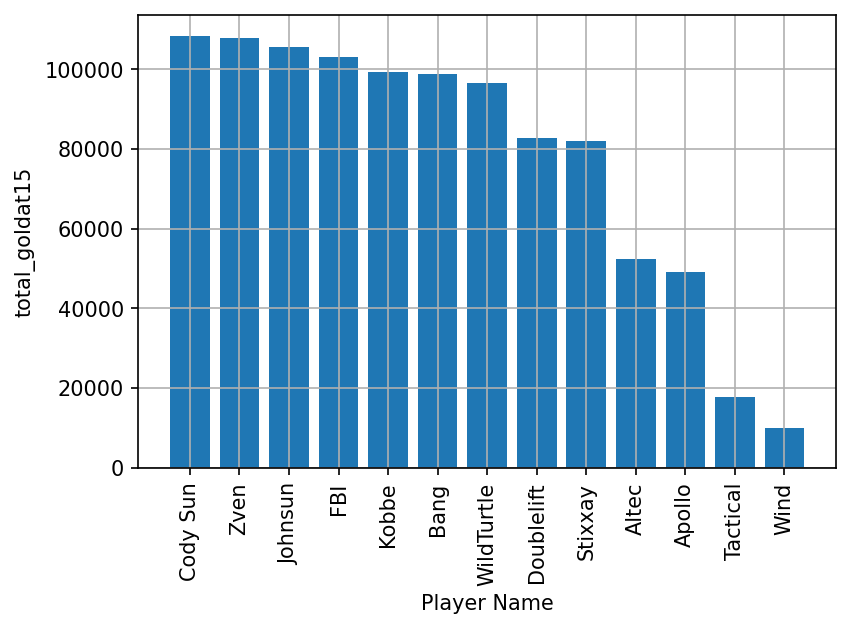 total_goldat15
100000
80000
60000
40000
20000
0
Cody Sun
Zven
Johnsun
FBI
Kobbe
Bang
WildTurtle
Doublelift
Stixxay
Altec
Apollo
Tactical
Wind
Player Name